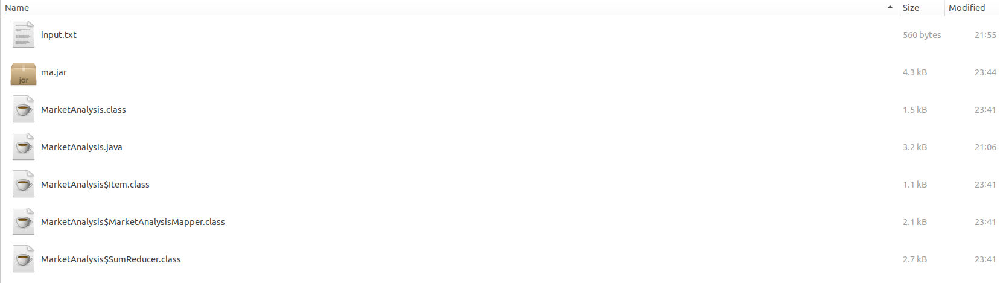 Name Size Modified
input.txt 560 bytes 21:55
jar
ma.jar 4.3 kB 23:44
MarketAnalysis.class 1.5 kB 23:41
MarketAnalysis.java 3.2 kB 21:06
MarketAnalysis$Item.class 1.1 kB 23:41
MarketAnalysis$MarketAnalysisMapper.class 2.1 kB 23:41
MarketAnalysis$SumReducer.class 2.7 kB 23:41